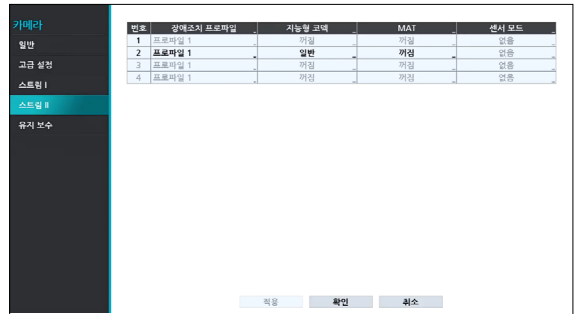 카메라
일반
고급 설정
스트림 I
스트림 II
유지 보수
번호 장애조치 프로파일 지능형 코덱 MAT 센서 모드
1 프로파일 1 꺼짐 꺼짐 없음
2 프로파일 1 일반 꺼짐 없음
3 프로파일 1 꺼짐 꺼짐 없음
4 프로파일 1 꺼짐 꺼짐 없음
적용 확인 취소